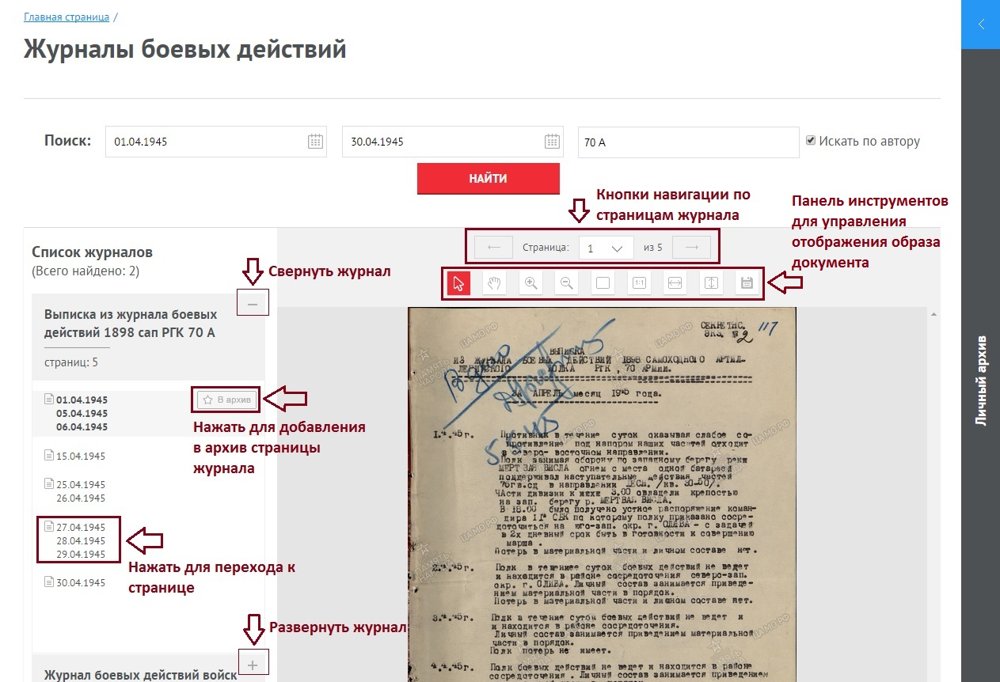 Главная страница /
Журналы боевых действий
Поиск:
01.04.1945
30.04.1945
70 А
Искать по автору
НАЙТИ
Кнопки навигации по
страницам журнала
Панель инструментов
для управления
отображения образа
документа
Список журналов
(Всего найдено: 2)
Свернуть журнал
Страница:
1
из 5
1:1
Выписка из журнала боевых
действий 1898 сап РГК 70 А
страниц: 5
01.04.1945
05.04.1945
06.04.1945
В архив
Нажать для добавления
в архив страницы
журнала
15.04.1945
25.04.1945
26.04.1945
27.04.1945
28.04.1945
29.04.1945
Нажать для перехода к
странице
30.04.1945
Развернуть журнал
Журнал боевых действий войск
Личный архив
СЕКРЕТНО.
ЭКЗ. № 2
117
ВЫПИСКА
ИЗ ЖУРНАЛА БОЕВЫХ ДЕЙСТВИЙ 1898 САМОХОДНОГО АРТИЛ-
ЛЕРИЙСКОГО ПОЛКА РГК, 70 АРМИИ.
ЗА АПРЕЛЬ месяц 1945 года.
1.4.45г. Противник в течение суток оказывая слабое со-
противление под напором наших частей отходит
в северо- восточном направлении.
Полк занимая оборону по западному берегу реки
МЕРТВАЯ ВИСЛА огнем с места одной батареей
поддерживал наступательные действия частей
76гв.сд в направлении
Части дивизии к 3.00 овладели крепостью
на зап. берегу р. МЕРТВАЯ ВИСЛА.
В 18.00 было получено устное распоряжение коман-
дира по которому полку приказано сосре-
доточиться на юго-зап. окр. г. ОЛИВА - с задачей
в 2х дневный срок быть в готовности к совершению
марша .
Потерь в материальной части и личном составе нет.
2.4.45г. Полк в течение суток боевых действий не ведет
и находится в районе сосредоточения северо-зап.
окр. г. ОЛИВА. Личный состав занимается приведе-
нием материальной части в порядок.
Потерь в материальной части и личном составе нет.
3.4.45г. Полк в течение суток боевых действий не ведет и
и находится в районе сосредоточения.
Личный состав занимается приведением материальной
части в порядок.
Полк потерь не имеет.
4.4.45г. Полк боевых действий не ведет и находится в районе
сосредоточения . Личный состав занимается приведением